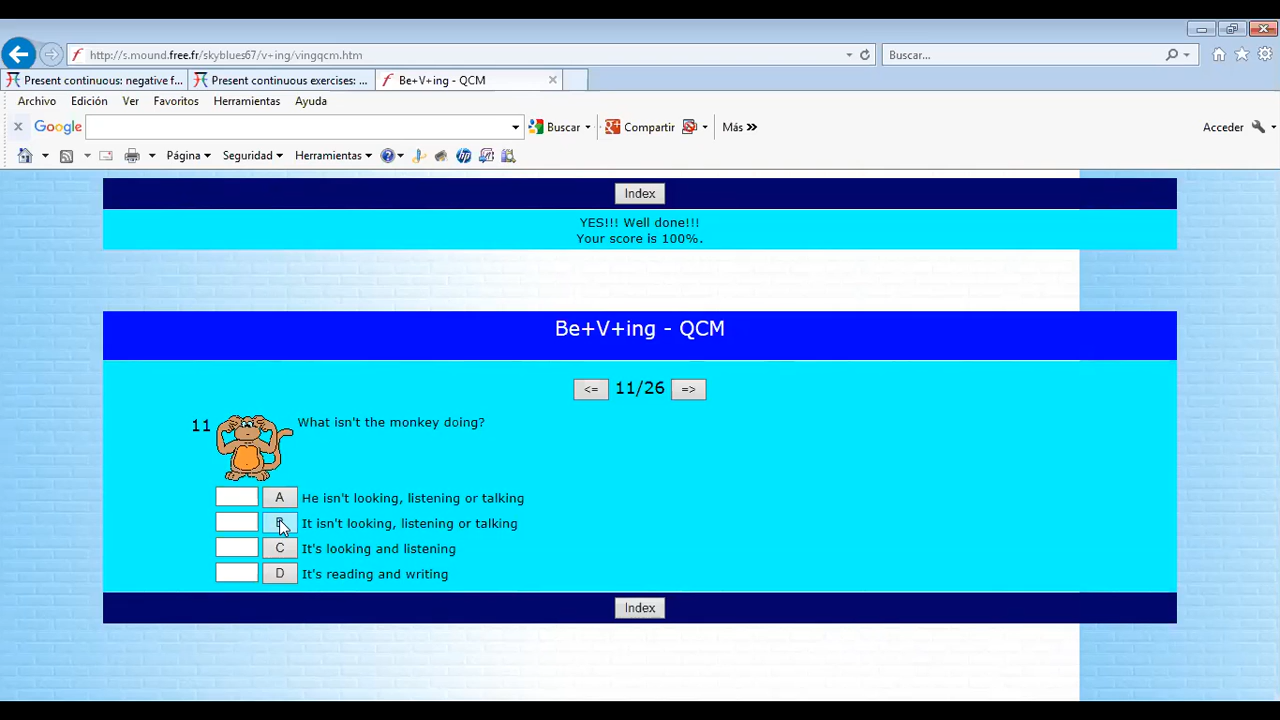 http://s.mound.free.fr/skyblues67/v+ing/vingqcm.htm
Buscar...
Present continuous: negative f...
Present continuous exercises: ...
Be+V+ing - QCM
Archivo Edición Ver Favoritos Herramientas Ayuda
Google Buscar Compartir Más » Acceder
Página Seguridad Herramientas
Index
YES!!! Well done!!!
Your score is 100%.
Be+V+ing - QCM
<= 11/26 =>
11 What isn't the monkey doing?
A He isn't looking, listening or talking
B It isn't looking, listening or talking
C It's looking and listening
D It's reading and writing
Index